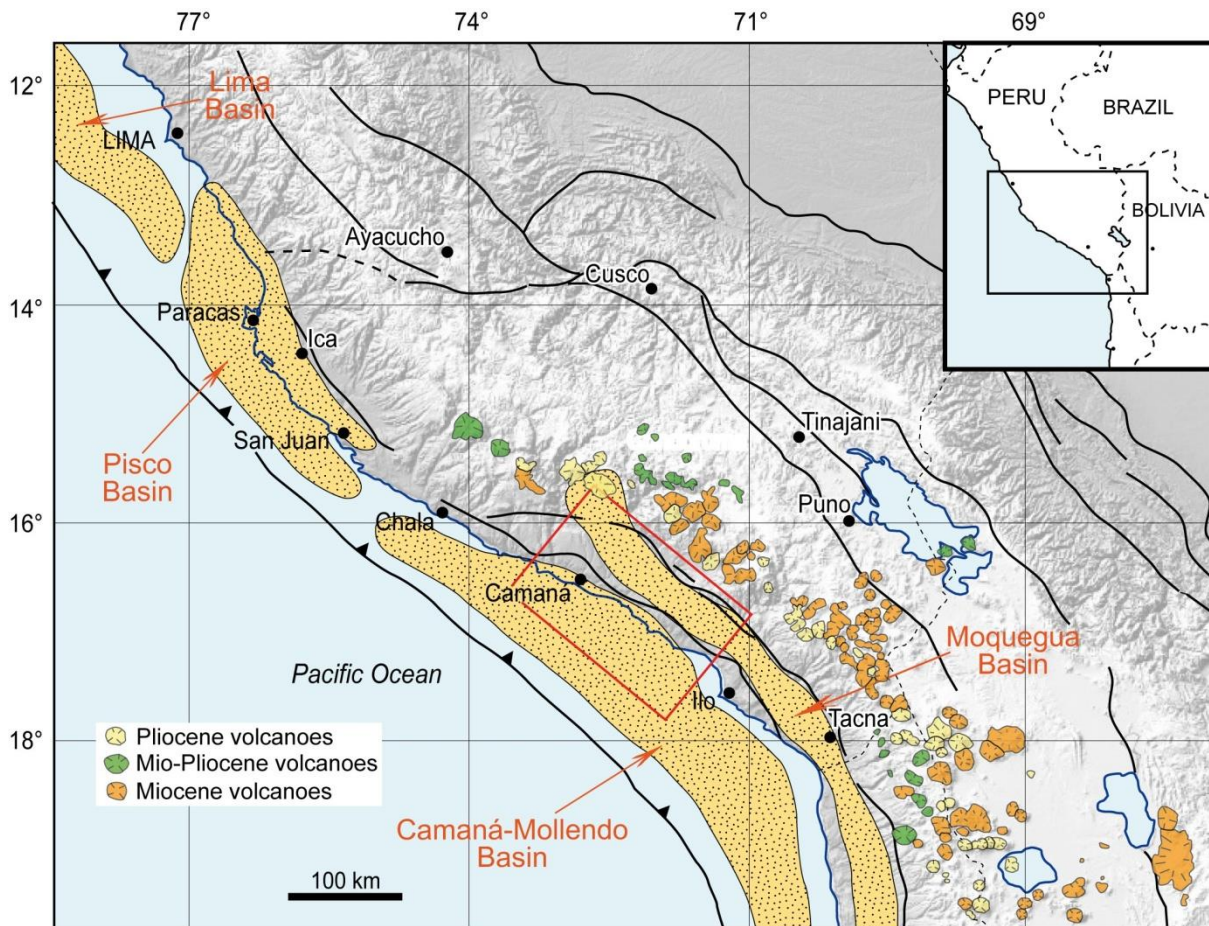 77°
74°
71°
69°
12°
14°
16°
18°
Lima
Basin
LIMA
PERU
BRAZIL
BOLIVIA
Ayacucho
Cusco
Paracas
Ica
Tinajani
San Juan
Pisco
Basin
Puno
Chala
Camaná
Moquegua
Basin
Pacific Ocean
Ilo
Tacna
Pliocene volcanoes
Mio-Pliocene volcanoes
Miocene volcanoes
Camaná-Mollendo
Basin
100 km